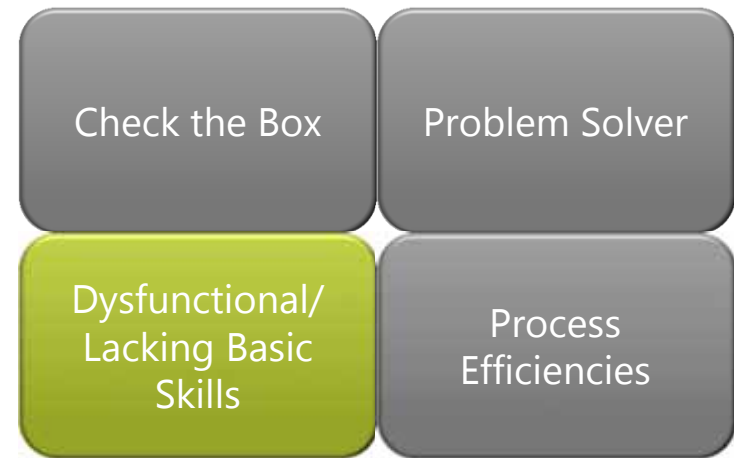 Check the Box
Problem Solver
Dysfunctional/
Lacking Basic
Skills
Process
Efficiencies